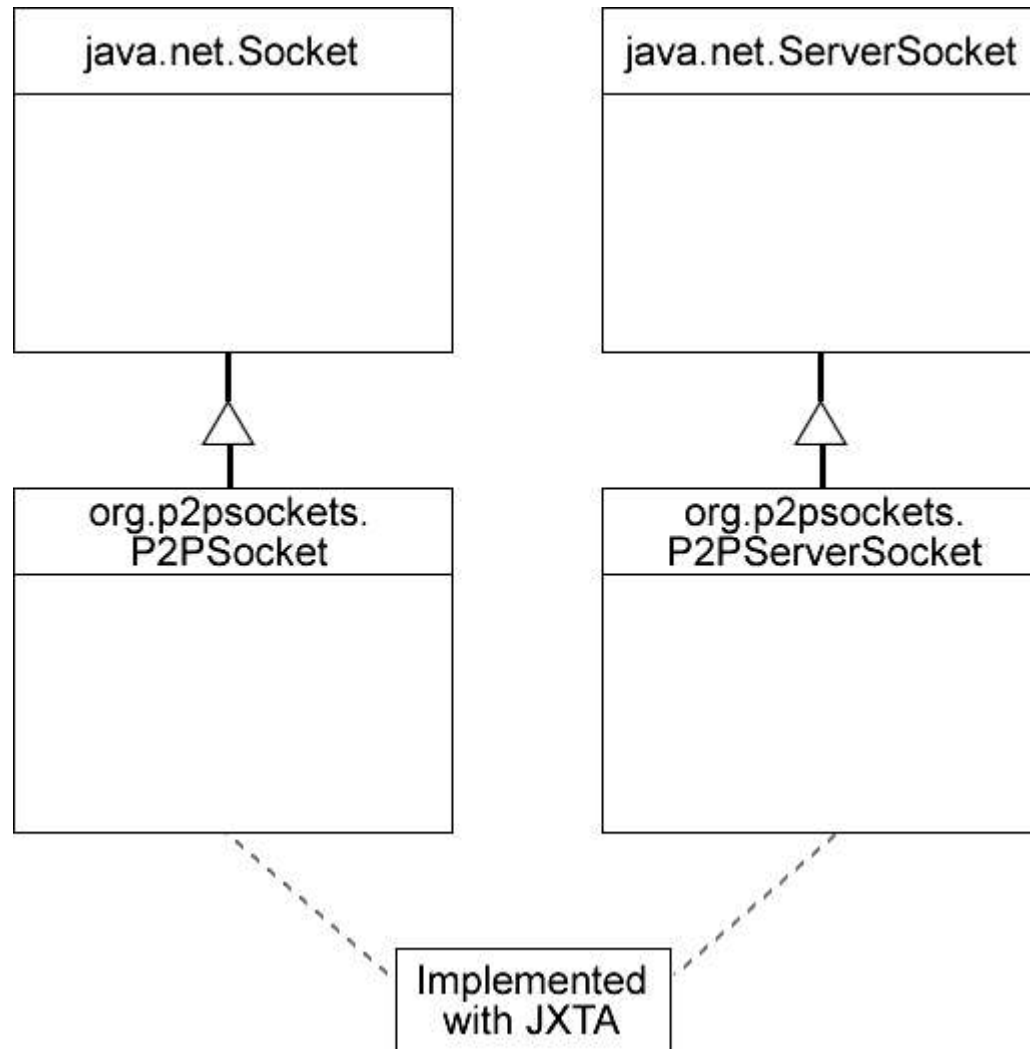 java.net.Socket
java.net.ServerSocket
org.p2psockets.
P2PSocket
org.p2psockets.
P2PServerSocket
Implemented
with JXTA